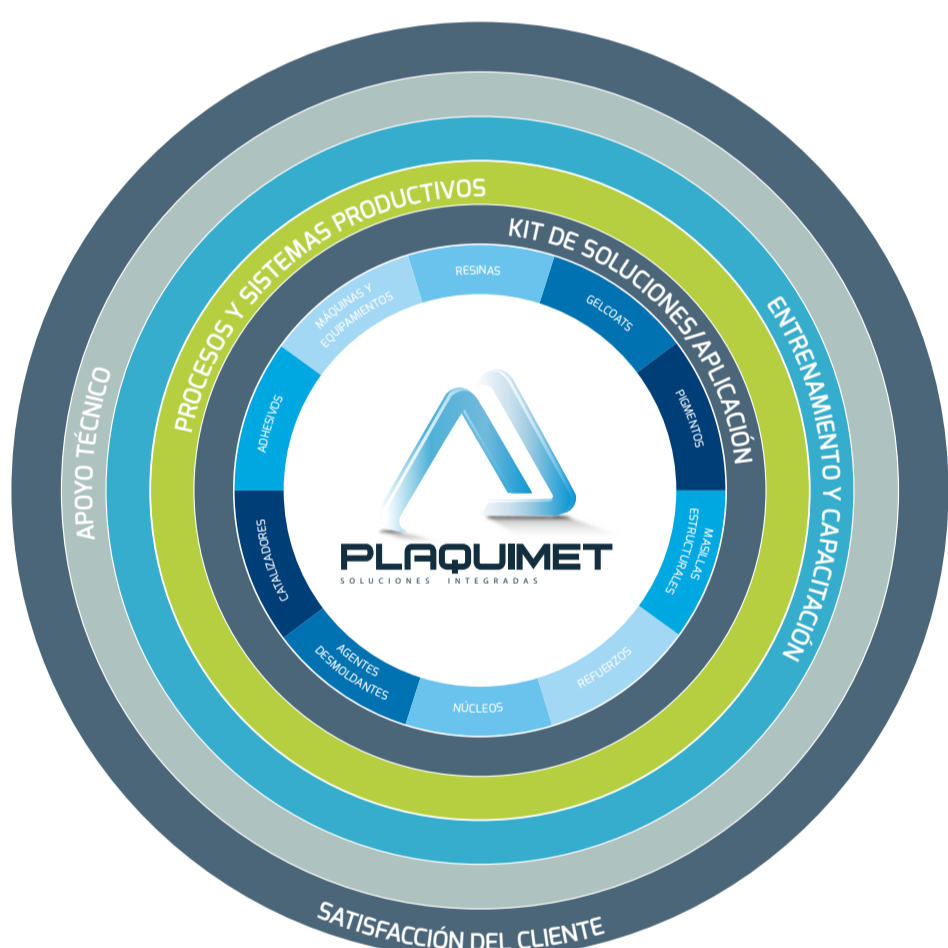 PROCESOS Y SISTEMAS PRODUCTIVOS
KIT DE SOLUCIONES/APLICACIÓN
ENTRENAMIENTO Y CAPACITACIÓN
APOYO TÉCNICO
RESINAS
GELCOATS
PIGMENTOS
MASILLAS
ESTRUCTURALES
REFUERZOS
NÚCLEOS
AGENTES
DESMOLDANTES
CATALIZADORES
ADHESIVOS
MÁQUINAS Y
EQUIPAMIENTOS
PLAQUIMET
SOLUCIONES INTEGRADAS
SATISFACCIÓN DEL CLIENTE